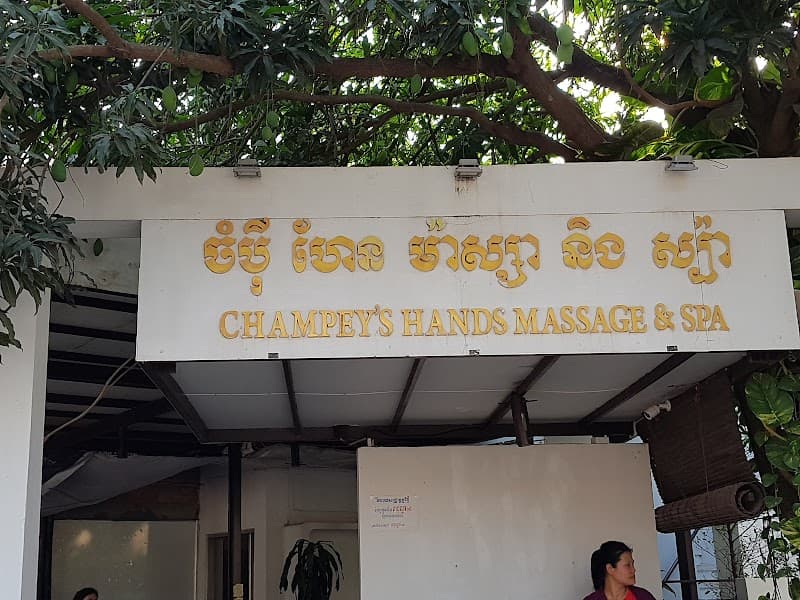 ចំប៉ី ហែន ម៉ាស្សា និង ស្ប៉ា
CHAMPEY'S HANDS MASSAGE & SPA